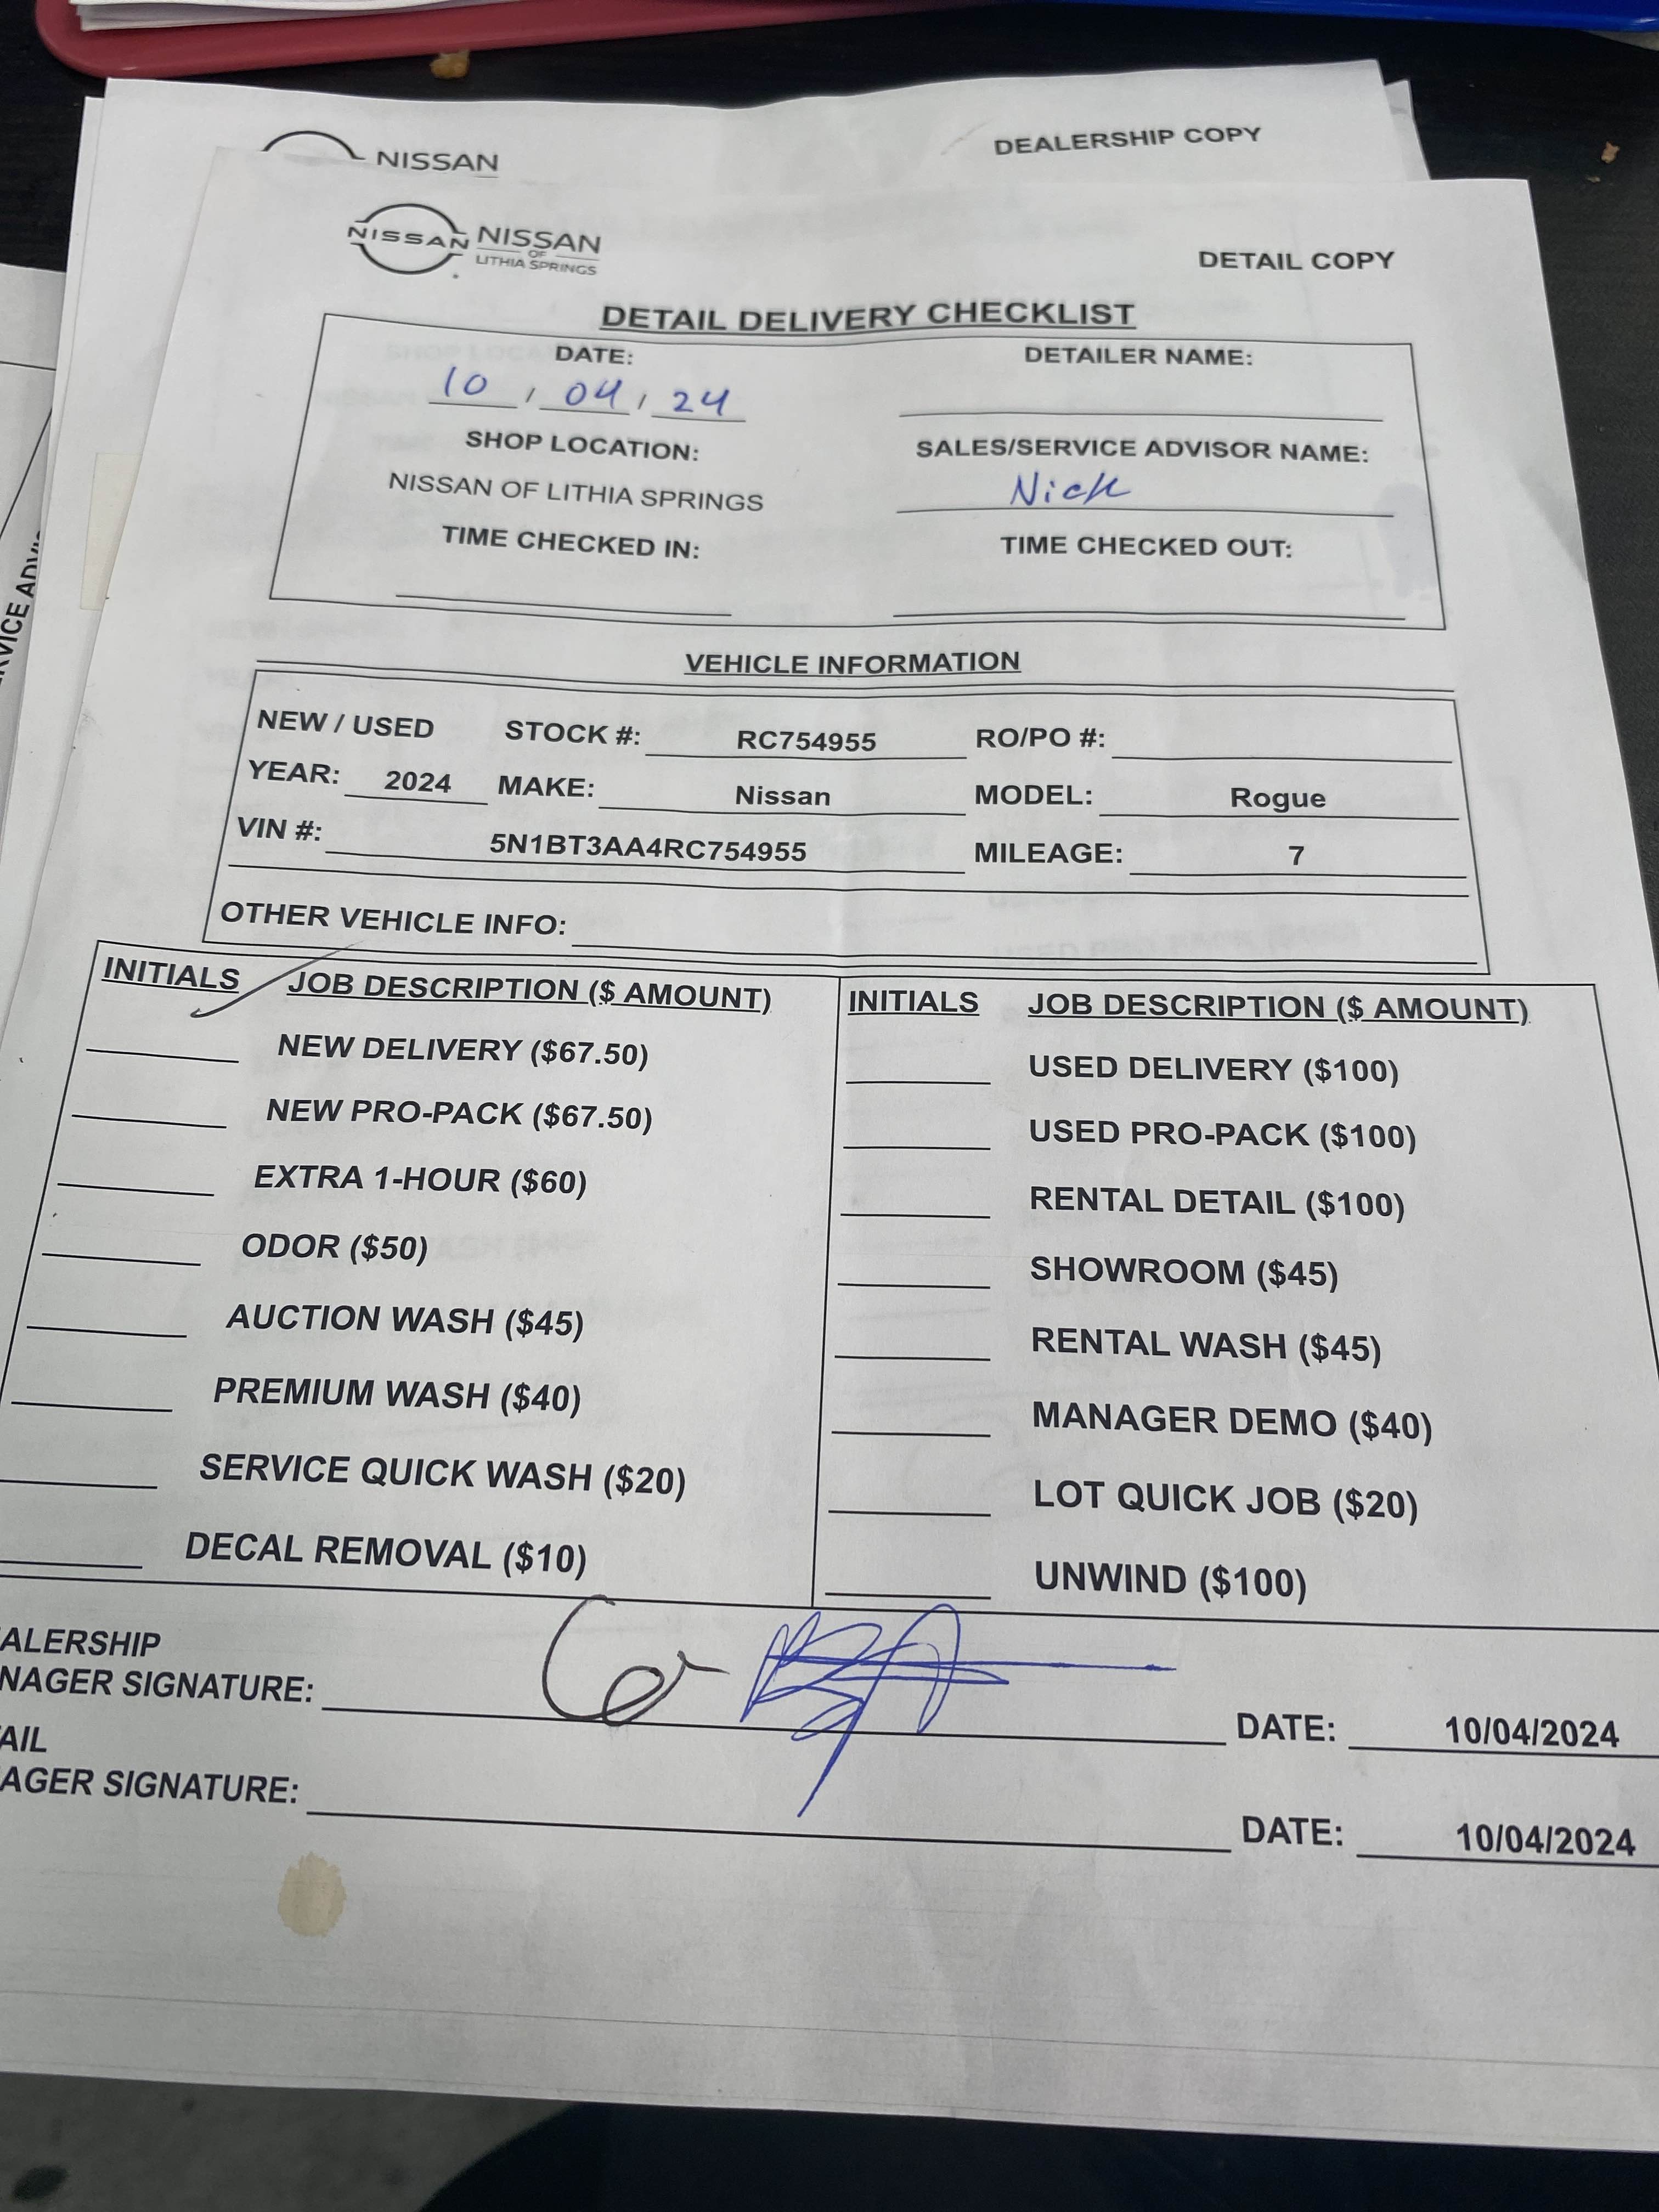 NISSAN
DEALERSHIP COPY
NISSAN NISSAN
OF
LITHIA SPRINGS
DETAIL COPY
DETAIL DELIVERY CHECKLIST
DATE: DETAILER NAME:
10 / 04 / 24
SHOP LOCATION: SALES/SERVICE ADVISOR NAME:
NISSAN OF LITHIA SPRINGS Nick
TIME CHECKED IN: TIME CHECKED OUT:
VEHICLE INFORMATION
NEW / USED STOCK #: RC754955 RO/PO #:
YEAR: 2024 MAKE: Nissan MODEL: Rogue
VIN #: 5N1BT3AA4RC754955 MILEAGE: 7
OTHER VEHICLE INFO:
INITIALS JOB DESCRIPTION ($ AMOUNT) INITIALS JOB DESCRIPTION ($ AMOUNT)
NEW DELIVERY ($67.50) USED DELIVERY ($100)
NEW PRO-PACK ($67.50) USED PRO-PACK ($100)
EXTRA 1-HOUR ($60) RENTAL DETAIL ($100)
ODOR ($50) SHOWROOM ($45)
AUCTION WASH ($45) RENTAL WASH ($45)
PREMIUM WASH ($40) MANAGER DEMO ($40)
SERVICE QUICK WASH ($20) LOT QUICK JOB ($20)
DECAL REMOVAL ($10) UNWIND ($100)
ALERSHIP
NAGER SIGNATURE: DATE: 10/04/2024
AIL
AGER SIGNATURE: DATE: 10/04/2024